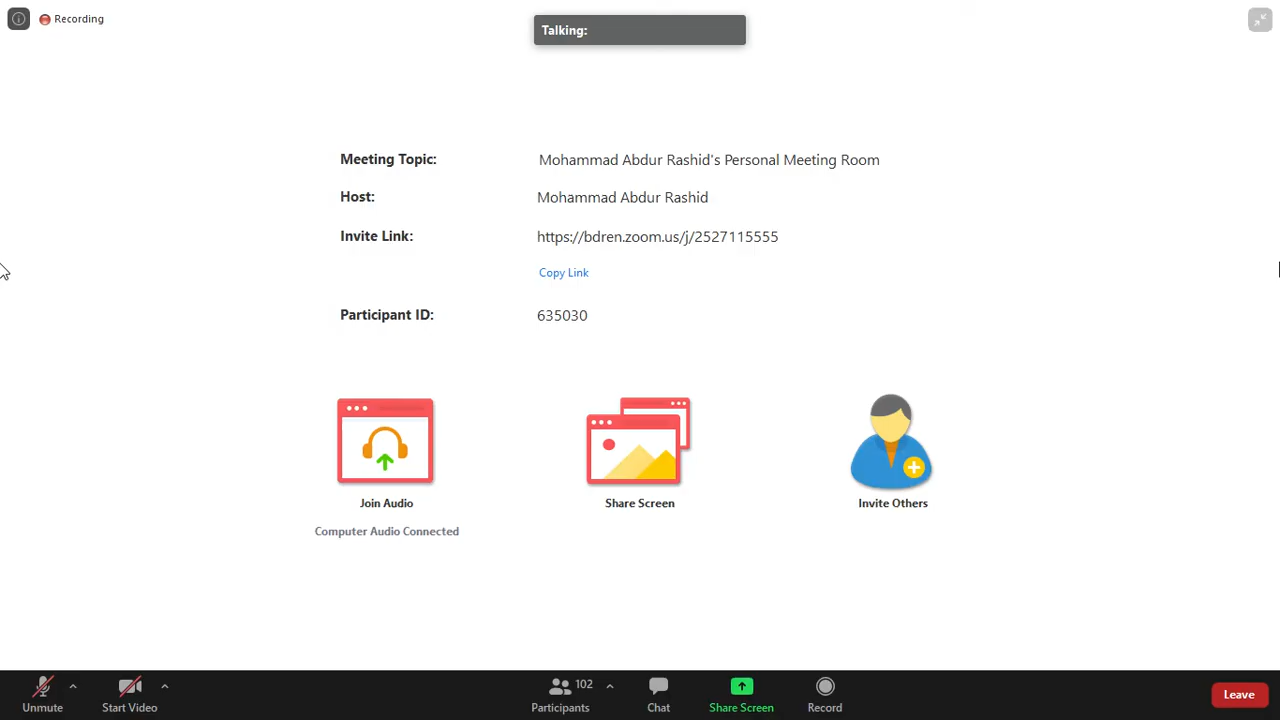 Recording
Talking:
Meeting Topic: Mohammad Abdur Rashid's Personal Meeting Room
Host: Mohammad Abdur Rashid
Invite Link: https://bdren.zoom.us/j/2527115555
Copy Link
Participant ID: 635030
Join Audio Share Screen Invite Others
Computer Audio Connected
102
Unmute Start Video Participants Chat Share Screen Record Leave